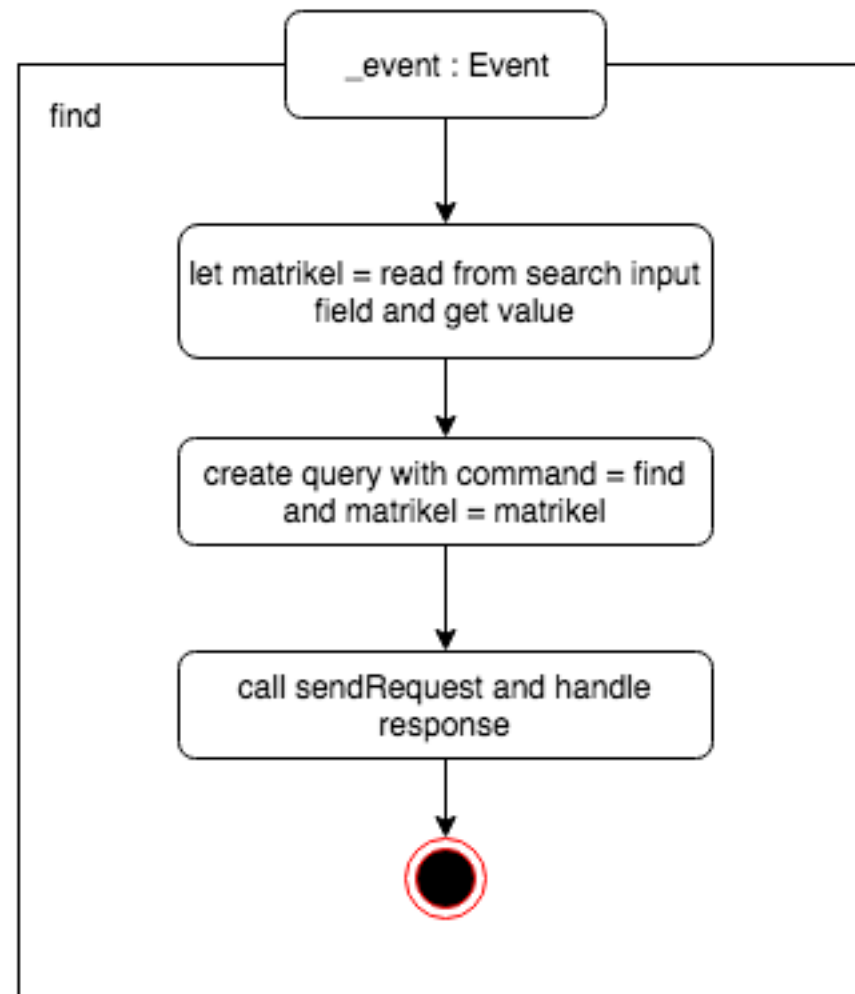 _event : Event
find
let matrikel = read from search input
field and get value
create query with command = find
and matrikel = matrikel
call sendRequest and handle
response